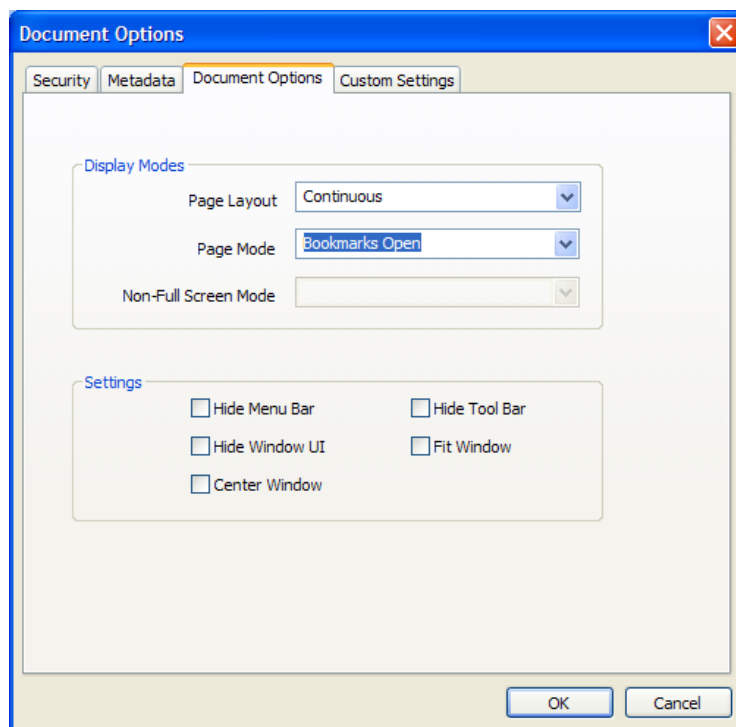 Document Options
Security Metadata Document Options Custom Settings
Display Modes
Page Layout Continuous
Page Mode Bookmarks Open
Non-Full Screen Mode
Settings
Hide Menu Bar Hide Tool Bar
Hide Window UI Fit Window
Center Window
OK Cancel